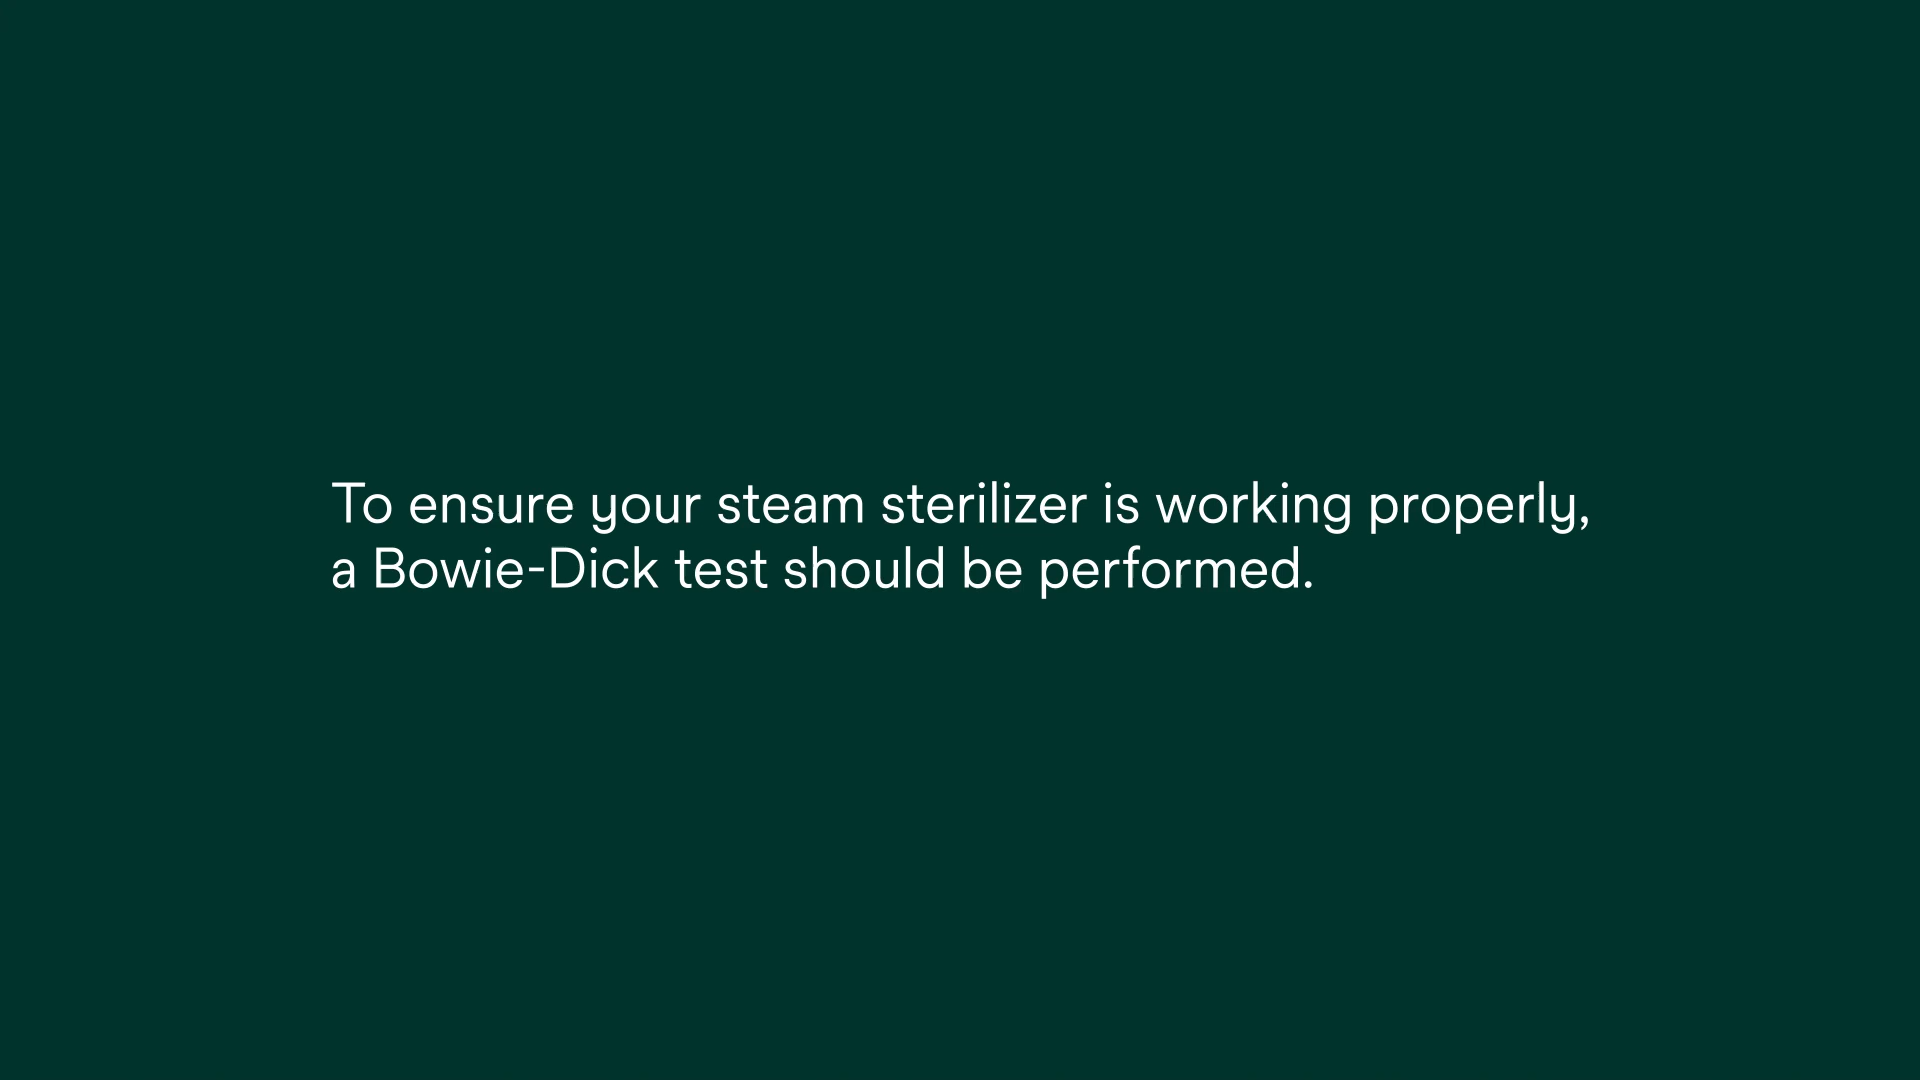 To ensure your steam sterilizer is working properly,
a Bowie-Dick test should be performed.